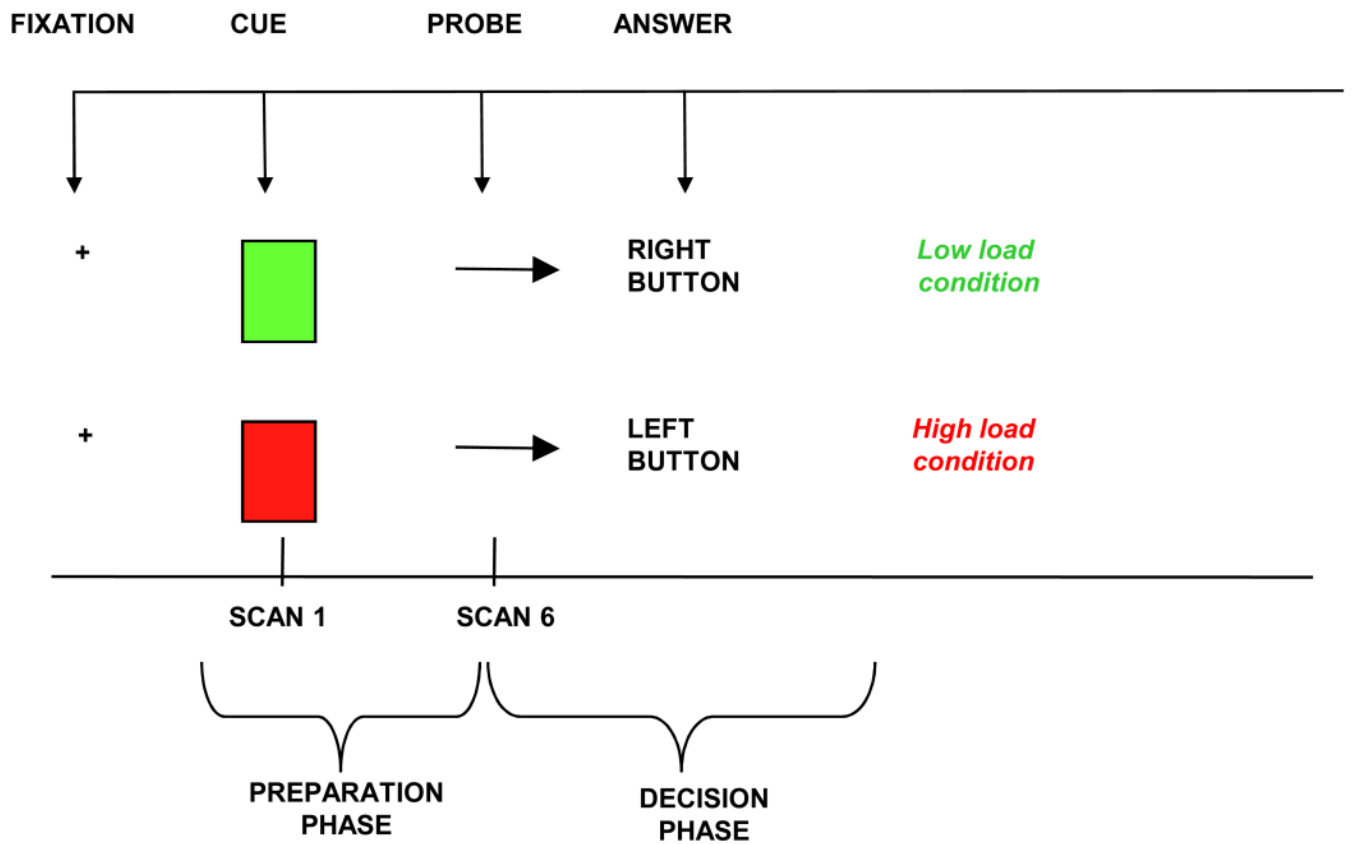 FIXATION CUE PROBE ANSWER
+ RIGHT BUTTON Low load condition
+ LEFT BUTTON High load condition
SCAN 1 SCAN 6
PREPARATION PHASE
DECISION PHASE